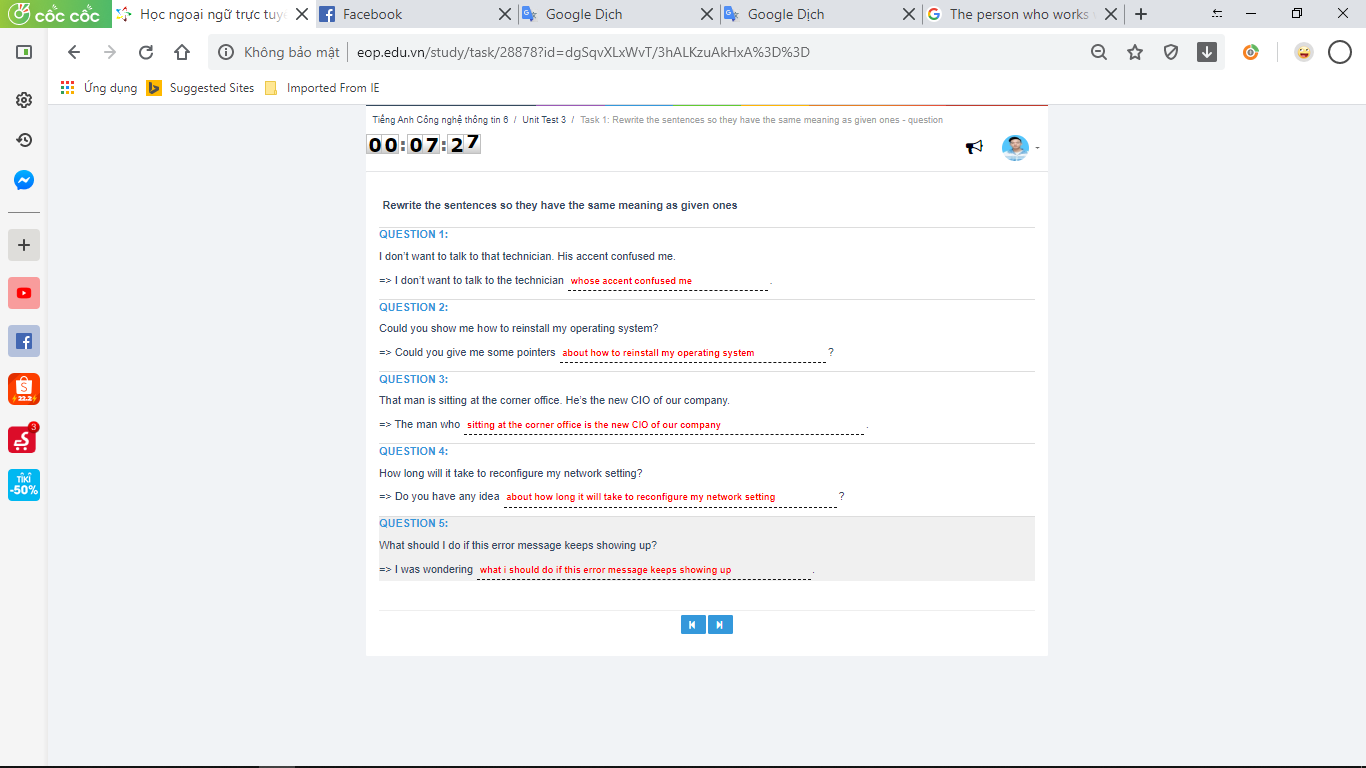 cốc cốc
Học ngoại ngữ trực tuyế
Facebook
Google Dịch
Google Dịch
The person who works
Không bảo mật
eop.edu.vn/study/task/28878?id=dgSqvXLxWvT/3hALKzuAkHxA%3D%3D
Ứng dụng
Suggested Sites
Imported From IE
Tiếng Anh Công nghệ thông tin 6 / Unit Test 3 / Task 1: Rewrite the sentences so they have the same meaning as given ones - question
00:07:27
Rewrite the sentences so they have the same meaning as given ones
QUESTION 1:
I don't want to talk to that technician. His accent confused me.
=> I don't want to talk to the technician whose accent confused me .
QUESTION 2:
Could you show me how to reinstall my operating system?
=> Could you give me some pointers about how to reinstall my operating system ?
QUESTION 3:
That man is sitting at the corner office. He's the new CIO of our company.
=> The man who sitting at the corner office is the new CIO of our company .
QUESTION 4:
How long will it take to reconfigure my network setting?
=> Do you have any idea about how long it will take to reconfigure my network setting ?
QUESTION 5:
What should I do if this error message keeps showing up?
=> I was wondering what i should do if this error message keeps showing up .
22.2
3
TIKI
-50%